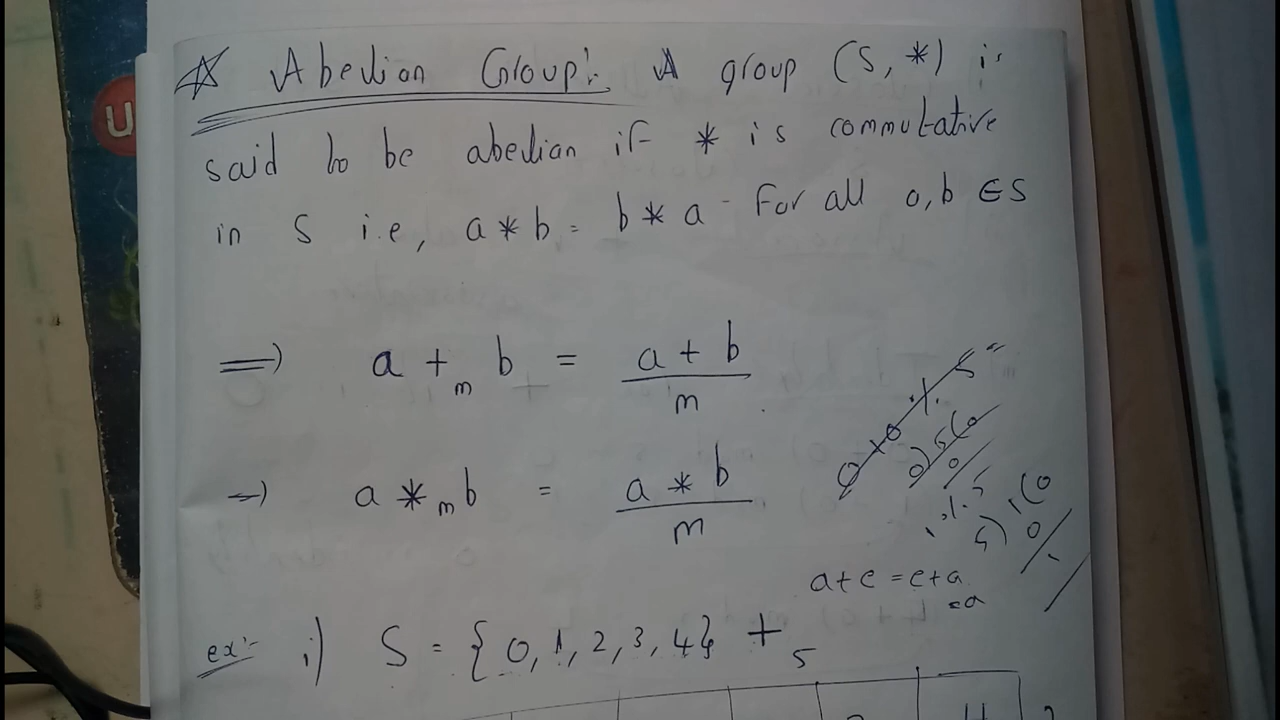 Abelian Group:- A group (S, *) is
said to be abelian if * is commutative
in S i.e, a * b = b * a - For all a, b ∈ S
=> a +ₘ b = a + b / m
=> a *ₘ b = a * b / m
a + e = e + a
= a
ex:- i) S = {0, 1, 2, 3, 4} +₅
U